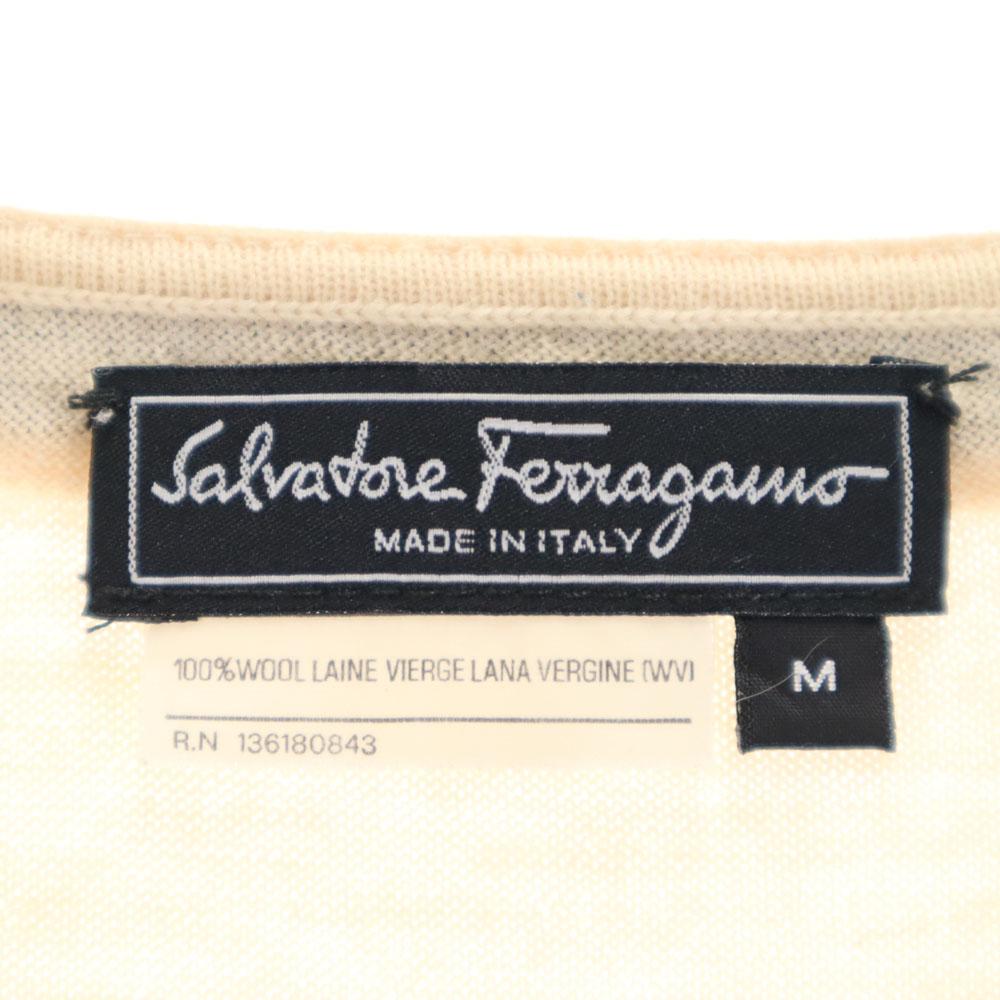 Salvatore Ferragamo
MADE IN ITALY
100%WOOL LAINE VIERGE LANA VERGINE (WV)
M
R.N 136180843